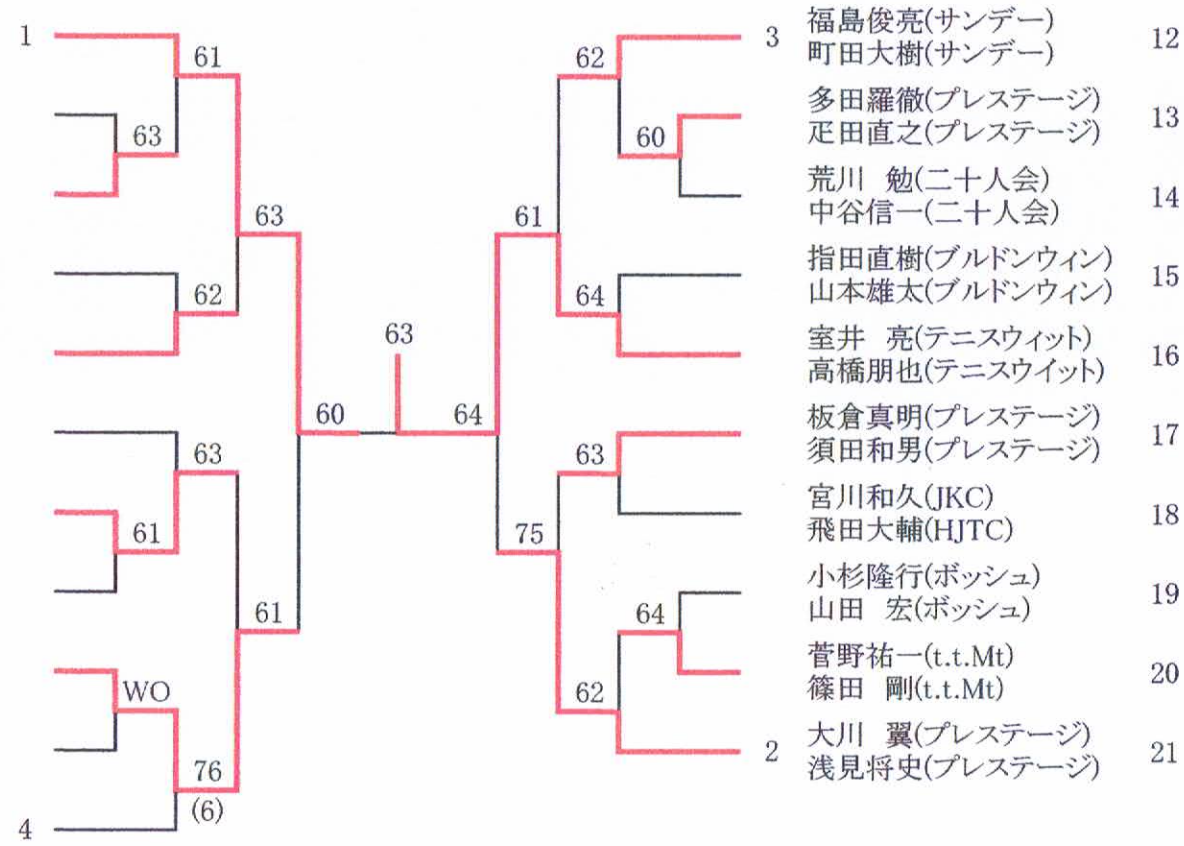 1
61
63
63
62
60
63
61
63
61
WO
76
(6)
4
63
64
61
62
60
64
75
63
64
62
3
2
福島俊亮(サンデー)
町田大樹(サンデー)
12
多田羅徹(プレステージ)
疋田直之(プレステージ)
13
荒川 勉(二十人会)
中谷信一(二十人会)
14
指田直樹(ブルドンウィン)
山本雄太(ブルドンウィン)
15
室井 亮(テニスウィット)
高橋朋也(テニスウイット)
16
板倉真明(プレステージ)
須田和男(プレステージ)
17
宮川和久(JKC)
飛田大輔(HJTC)
18
小杉隆行(ボッシュ)
山田 宏(ボッシュ)
19
菅野祐一(t.t.Mt)
篠田 剛(t.t.Mt)
20
大川 翼(プレステージ)
浅見将史(プレステージ)
21